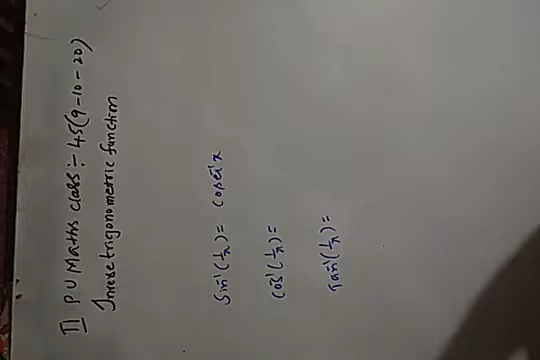 II PU Maths class:- 45(9-10-20)
Inverse trigonometric function
Sin⁻¹(1/x) = cosec⁻¹x
Cos⁻¹(1/x) =
Tan⁻¹(1/x) =